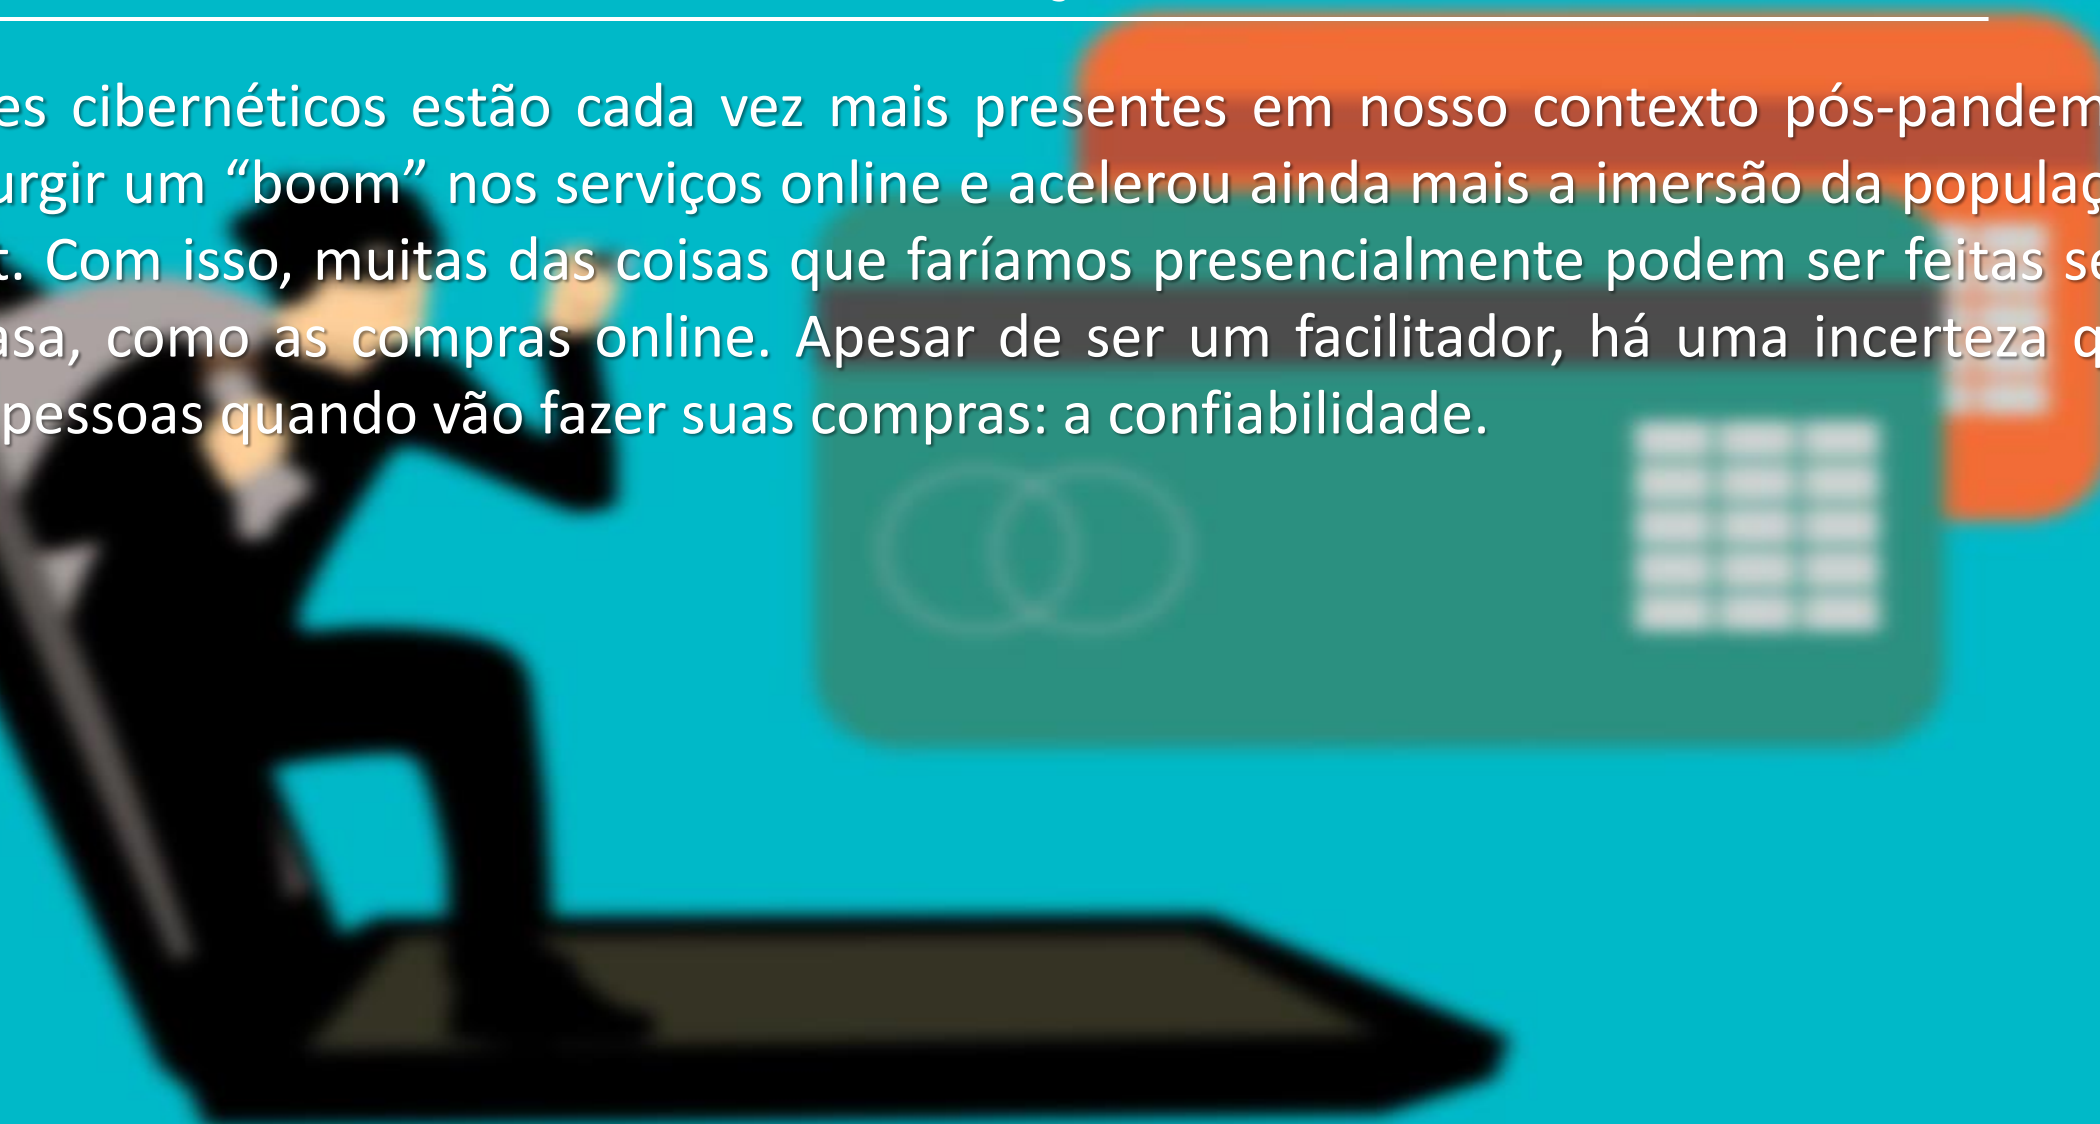 es cibernéticos estão cada vez mais presentes em nosso contexto pós-pandem
urgir um “boom” nos serviços online e acelerou ainda mais a imersão da populaç
t. Com isso, muitas das coisas que faríamos presencialmente podem ser feitas se
asa, como as compras online. Apesar de ser um facilitador, há uma incerteza q
pessoas quando vão fazer suas compras: a confiabilidade.